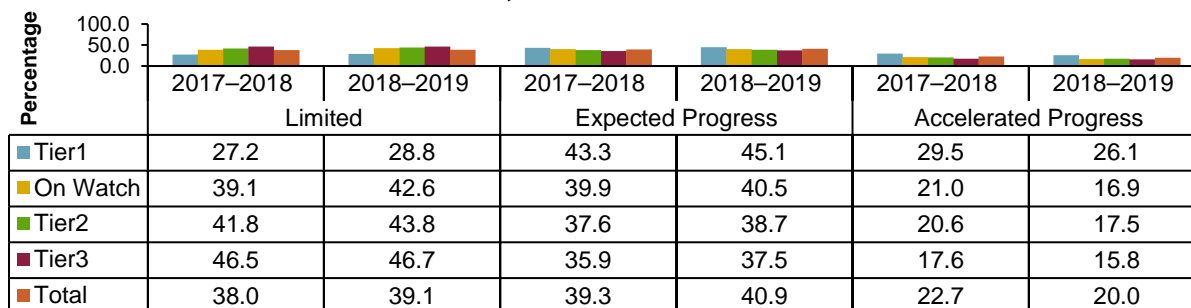 Percentage
100.0
50.0
0.0
2017–2018 2018–2019 2017–2018 2018–2019 2017–2018 2018–2019
Limited Expected Progress Accelerated Progress
Tier1 27.2 28.8 43.3 45.1 29.5 26.1
On Watch 39.1 42.6 39.9 40.5 21.0 16.9
Tier2 41.8 43.8 37.6 38.7 20.6 17.5
Tier3 46.5 46.7 35.9 37.5 17.6 15.8
Total 38.0 39.1 39.3 40.9 22.7 20.0